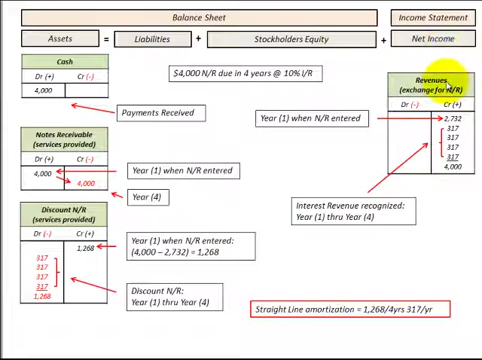 Balance Sheet
Income Statement
Assets = Liabilities + Stockholders Equity + Net Income
Cash
Dr (+) Cr (-)
4,000
$4,000 N/R due in 4 years @ 10% I/R
Payments Received
Revenues
(exchange for N/R)
Dr (-) Cr (+)
2,732
317
317
317
317
4,000
Year (1) when N/R entered
Notes Receivable
(services provided)
Dr (+) Cr (-)
4,000
4,000
Year (1) when N/R entered
Year (4)
Interest Revenue recognized:
Year (1) thru Year (4)
Discount N/R
(services provided)
Dr (-) Cr (+)
1,268
317
317
317
317
1,268
Year (1) when N/R entered:
(4,000 – 2,732) = 1,268
Discount N/R:
Year (1) thru Year (4)
Straight Line amortization = 1,268/4yrs 317/yr